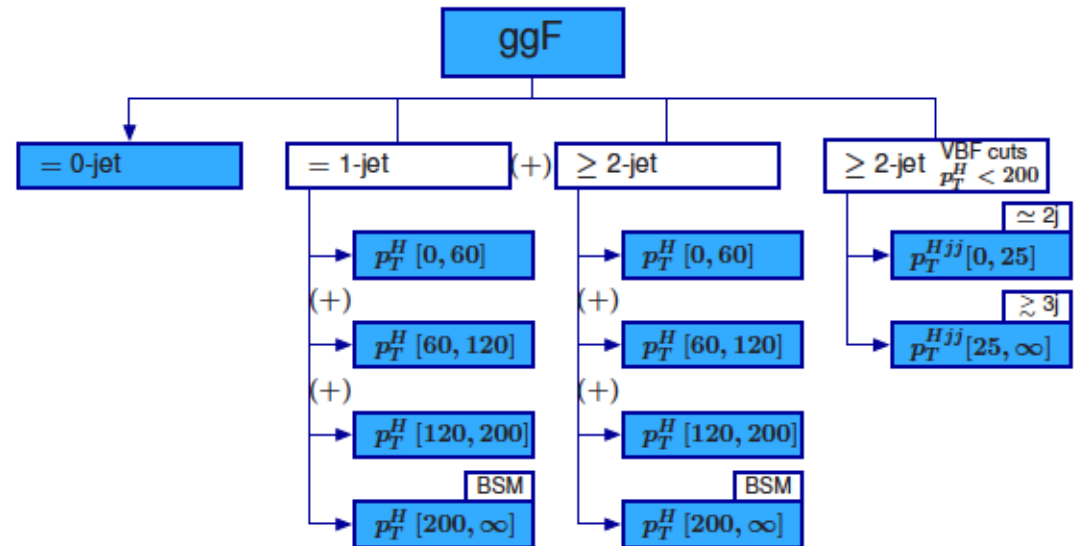 ggF
= 0-jet
= 1-jet
(+)
≥ 2-jet
≥ 2-jet VBF cuts
p_T^H < 200
≃ 2j
p_T^H [0, 60]
p_T^H [0, 60]
p_T^{Hjj} [0, 25]
(+)
(+)
≳ 3j
p_T^H [60, 120]
p_T^H [60, 120]
p_T^{Hjj} [25, ∞]
(+)
(+)
p_T^H [120, 200]
p_T^H [120, 200]
BSM
BSM
p_T^H [200, ∞]
p_T^H [200, ∞]